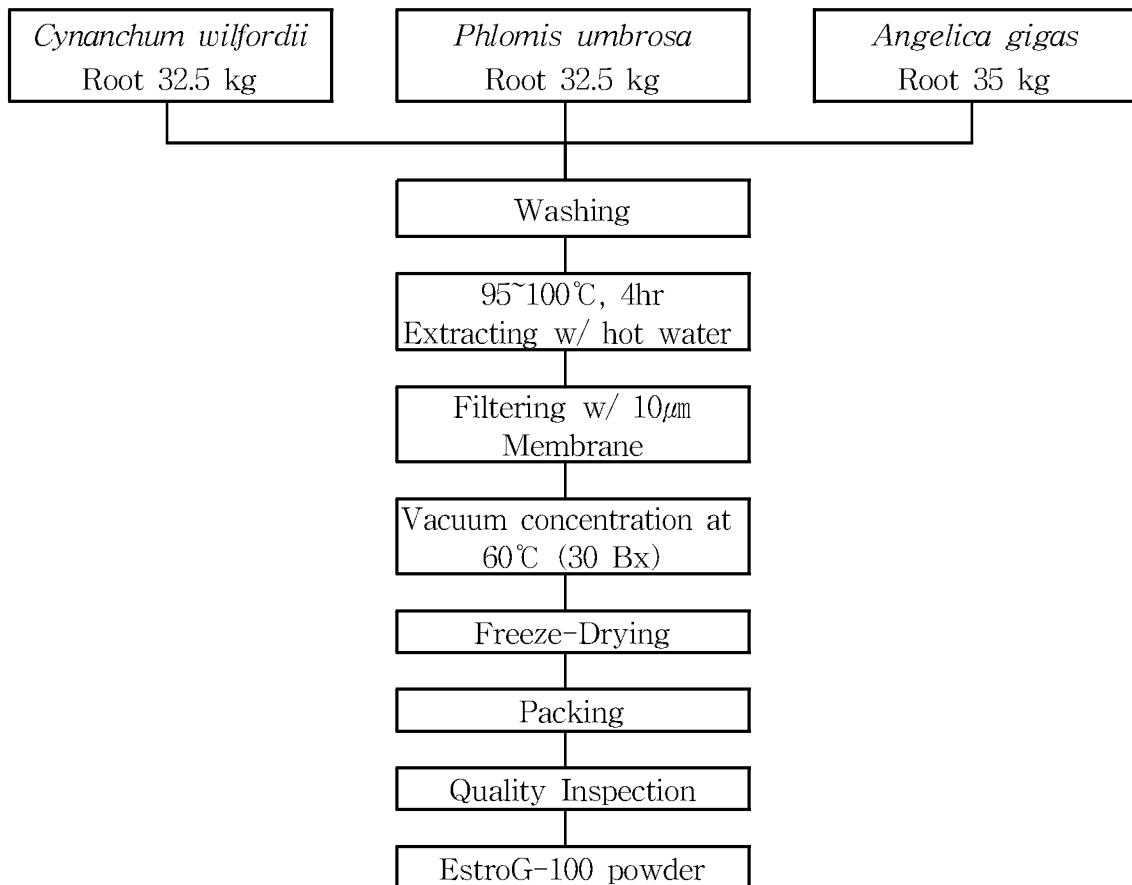 Cynanchum wilfordii
Root 32.5 kg
Phlomis umbrosa
Root 32.5 kg
Angelica gigas
Root 35 kg
Washing
95~100℃, 4hr
Extracting w/ hot water
Filtering w/ 10㎛
Membrane
Vacuum concentration at
60℃ (30 Bx)
Freeze-Drying
Packing
Quality Inspection
EstroG-100 powder